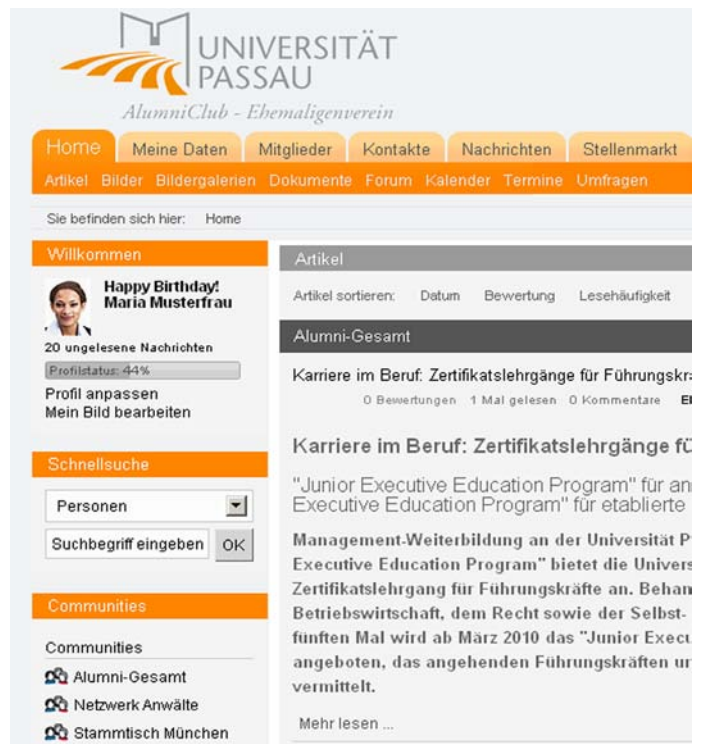 UNIVERSITÄT
PASSAU
AlumniClub - Ehemaligenverein
Home Meine Daten Mitglieder Kontakte Nachrichten Stellenmarkt
Artikel Bilder Bildergalerien Dokumente Forum Kalender Termine Umfragen
Sie befinden sich hier: Home
Willkommen
Happy Birthday!
Maria Musterfrau
20 ungelesene Nachrichten
Profilstatus: 44%
Profil anpassen
Mein Bild bearbeiten
Schnellsuche
Personen
Suchbegriff eingeben OK
Communities
Communities
Alumni-Gesamt
Netzwerk Anwälte
Stammtisch München
Artikel
Artikel sortieren: Datum Bewertung Lesehäufigkeit
Alumni-Gesamt
Karriere im Beruf: Zertifikatslehrgänge für Führungskr
0 Bewertungen 1 Mal gelesen 0 Kommentare
Karriere im Beruf: Zertifikatslehrgänge fü
"Junior Executive Education Program" für an
Executive Education Program" für etablierte
Management-Weiterbildung an der Universität P
Executive Education Program" bietet die Univers
Zertifikatslehrgang für Führungskräfte an. Behan
Betriebswirtschaft, dem Recht sowie der Selbst-
fünften Mal wird ab März 2010 das "Junior Execu
angeboten, das angehenden Führungskräften un
vermittelt.
Mehr lesen ...